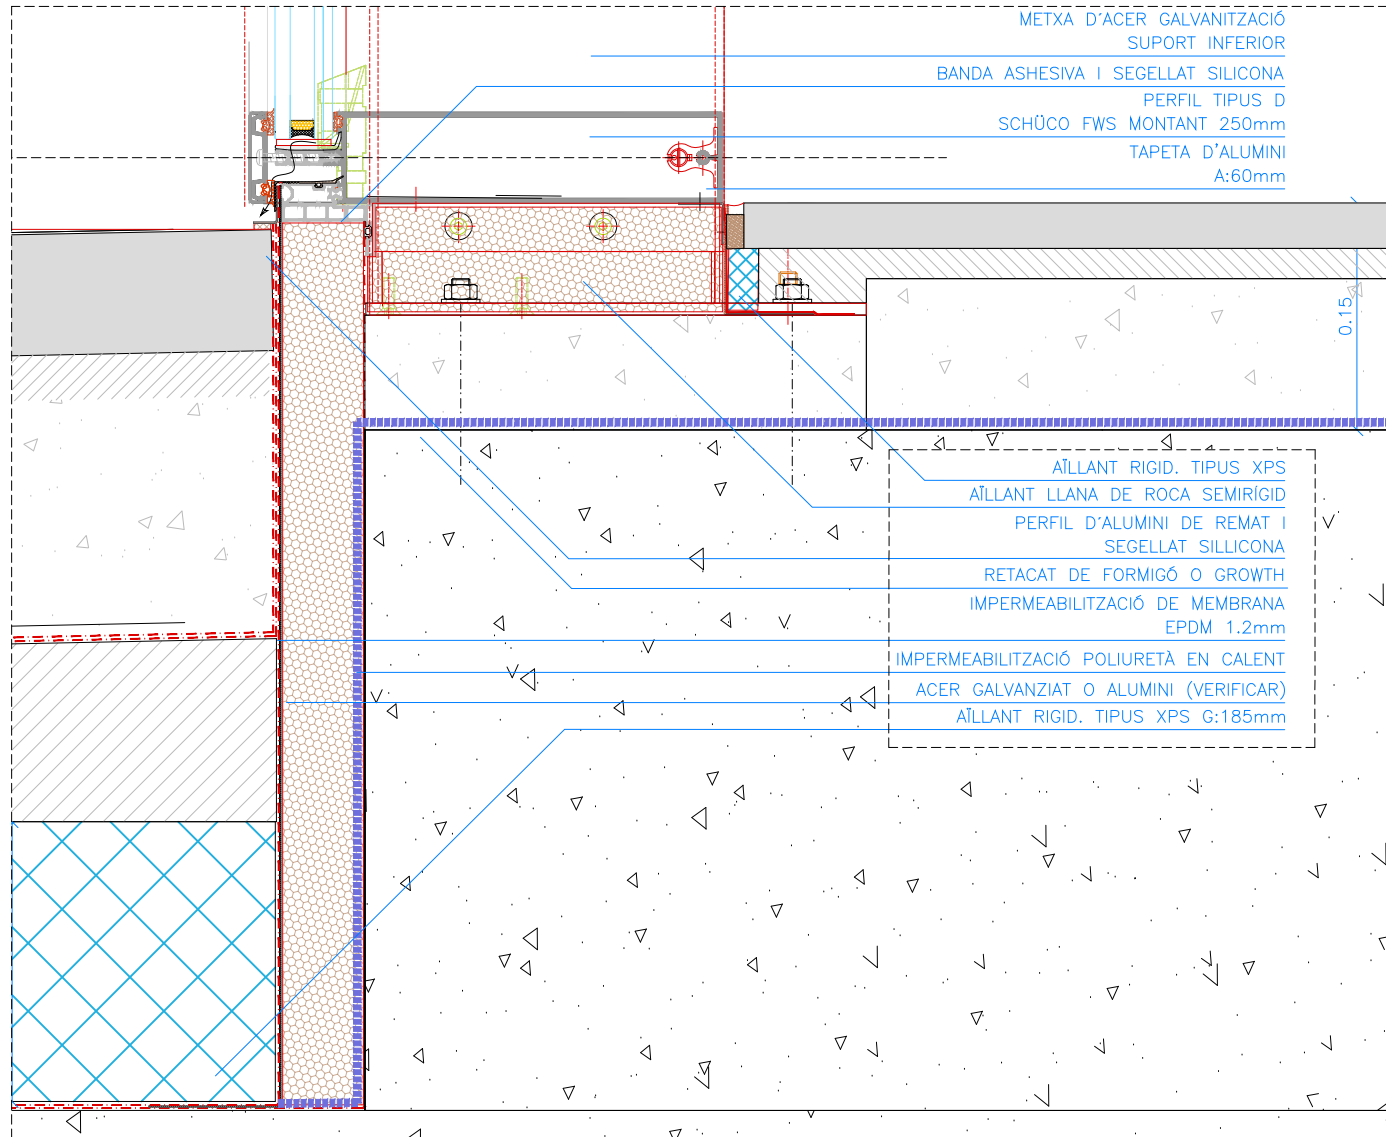 METXA D'ACER GALVANITZACIÓ
SUPORT INFERIOR
BANDA ASHESIVA I SEGELLAT SILICONA
PERFIL TIPUS D
SCHÜCO FWS MONTANT 250mm
TAPETA D'ALUMINI
A:60mm
0.15
AÏLLANT RIGID. TIPUS XPS
AÏLLANT LLANA DE ROCA SEMIRÍGID
PERFIL D'ALUMINI DE REMAT I
SEGELLAT SILLICONA
RETACAT DE FORMIGÓ O GROWTH
IMPERMEABILITZACIÓ DE MEMBRANA
EPDM 1.2mm
IMPERMEABILITZACIÓ POLIURETÀ EN CALENT
ACER GALVANZIAT O ALUMINI (VERIFICAR)
AÏLLANT RIGID. TIPUS XPS G:185mm